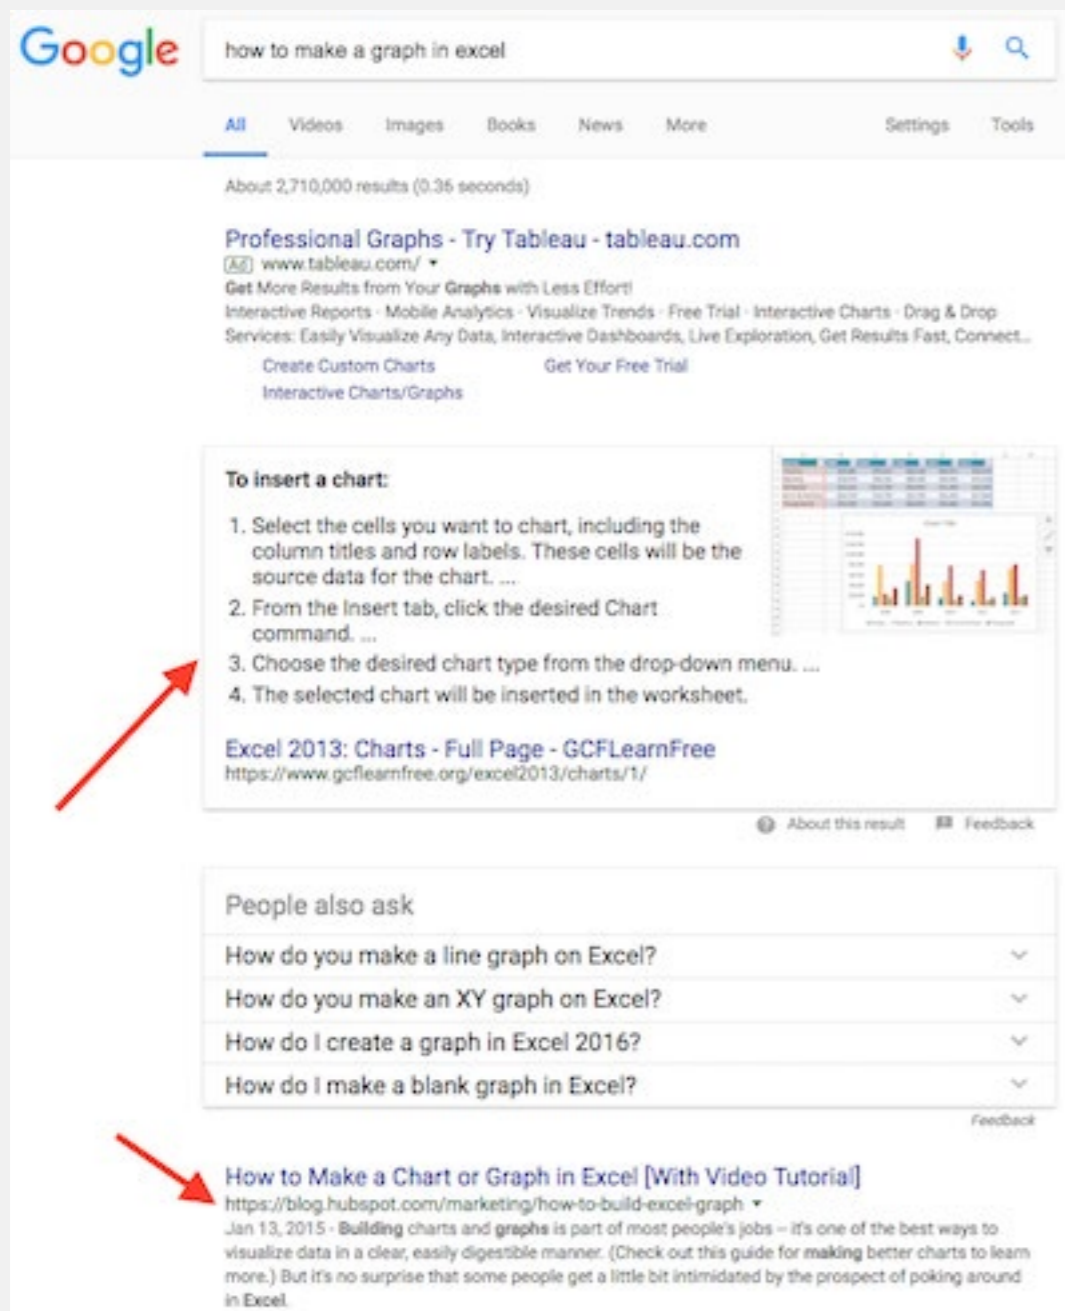 Google
how to make a graph in excel
All Videos Images Books News More Settings Tools
About 2,710,000 results (0.36 seconds)
Professional Graphs - Try Tableau - tableau.com
Ad www.tableau.com/
Get More Results from Your Graphs with Less Effort!
Interactive Reports · Mobile Analytics · Visualize Trends · Free Trial · Interactive Charts · Drag & Drop
Services: Easily Visualize Any Data, Interactive Dashboards, Live Exploration, Get Results Fast, Connect...
Create Custom Charts Get Your Free Trial
Interactive Charts/Graphs
To insert a chart:
1. Select the cells you want to chart, including the
column titles and row labels. These cells will be the
source data for the chart. ...
2. From the Insert tab, click the desired Chart
command. ...
3. Choose the desired chart type from the drop-down menu. ...
4. The selected chart will be inserted in the worksheet.
Excel 2013: Charts - Full Page - GCFLearnFree
https://www.gcflearnfree.org/excel2013/charts/1/
About this result Feedback
People also ask
How do you make a line graph on Excel?
How do you make an XY graph on Excel?
How do I create a graph in Excel 2016?
How do I make a blank graph in Excel?
Feedback
How to Make a Chart or Graph in Excel [With Video Tutorial]
https://blog.hubspot.com/marketing/how-to-build-excel-graph
Jan 13, 2015 - Building charts and graphs is part of most people's jobs -- it's one of the best ways to
visualize data in a clear, easily digestible manner. (Check out this guide for making better charts to learn
more.) But it's no surprise that some people get a little bit intimidated by the prospect of poking around
in Excel.